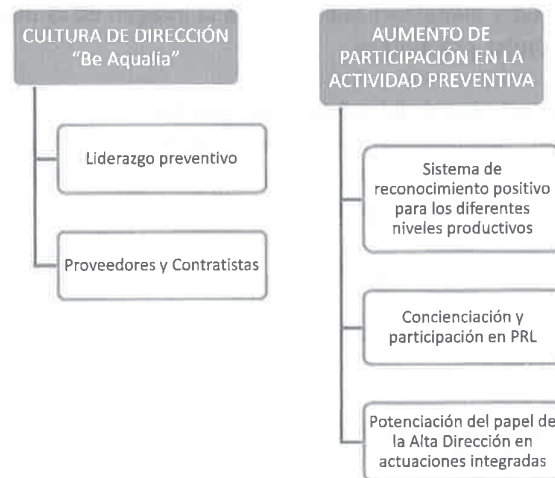 CULTURA DE DIRECCIÓN
"Be Aqualia"
Liderazgo preventivo
Proveedores y Contratistas
AUMENTO DE
PARTICIPACIÓN EN LA
ACTIVIDAD PREVENTIVA
Sistema de
reconocimiento positivo
para los diferentes
niveles productivos
Concienciación y
participación en PRL
Potenciación del papel de
la Alta Dirección en
actuaciones integradas